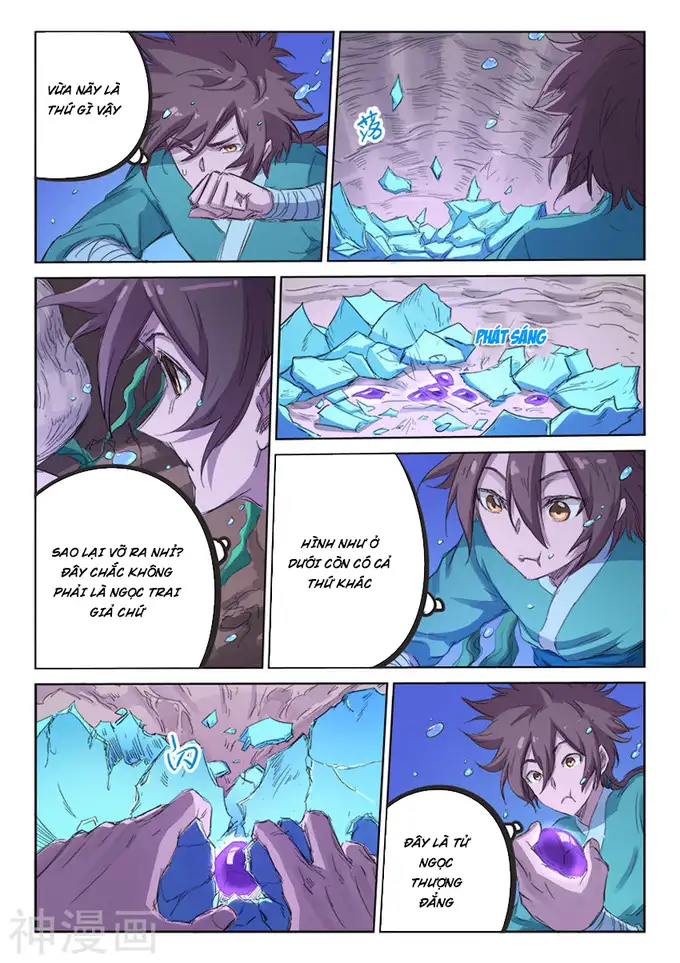 VỪA NÃY LÀ
THỨ GÌ VẬY
落
PHÁT SÁNG
SAO LẠI VỠ RA NHỈ?
ĐÂY CHẮC KHÔNG
PHẢI LÀ NGỌC TRAI
GIẢ CHỨ
HÌNH NHƯ Ở
DƯỚI CÒN CÓ CẢ
THỨ KHÁC
闪
ĐÂY LÀ TỬ
NGỌC
THƯỢNG
ĐẲNG
神漫画